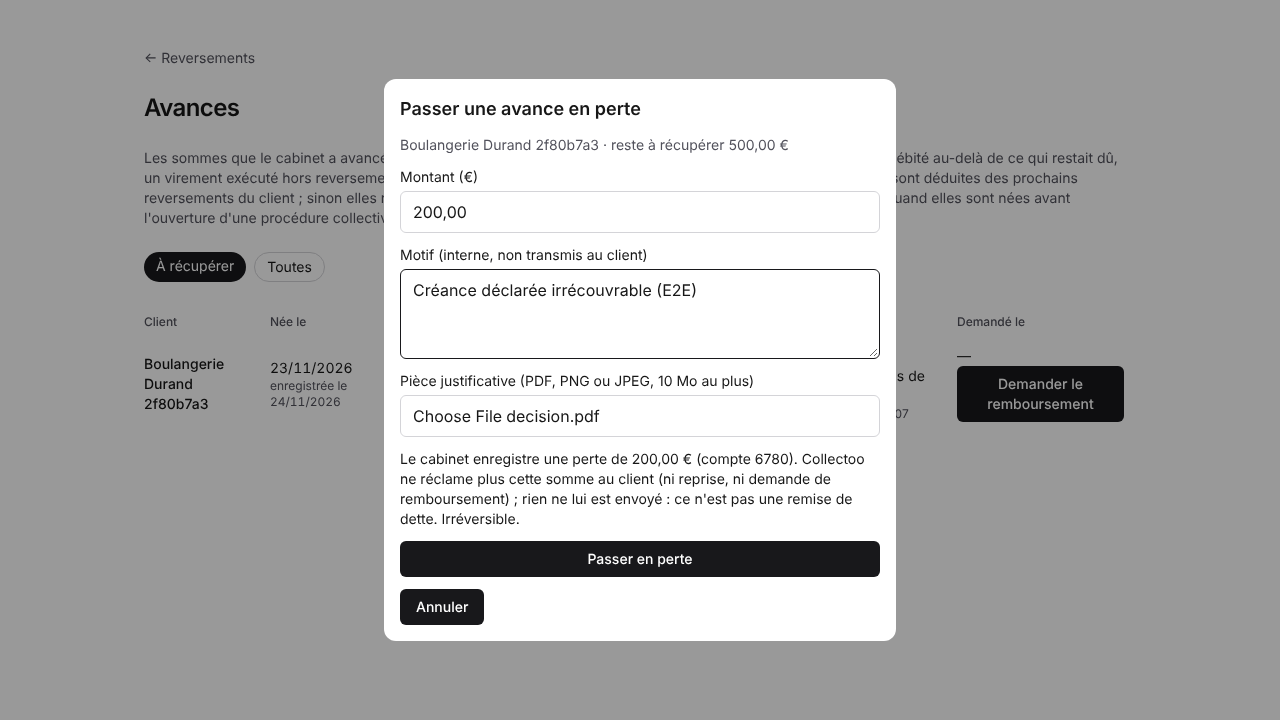 ← Reversements
Avances
Les sommes que le cabinet a avancé
ébité au-delà de ce qui restait dû,
un virement exécuté hors reverseme
sont déduites des prochains
reversements du client ; sinon elles
quand elles sont nées avant
l'ouverture d'une procédure collectiv
À récupérer
Toutes
Client
Née le
Demandé le
Boulangerie
Durand
2f80b7a3
23/11/2026
enregistrée le
24/11/2026
s de
07
—
Demander le
remboursement
Passer une avance en perte
Boulangerie Durand 2f80b7a3 · reste à récupérer 500,00 €
Montant (€)
200,00
Motif (interne, non transmis au client)
Créance déclarée irrécouvrable (E2E)
Pièce justificative (PDF, PNG ou JPEG, 10 Mo au plus)
Choose File decision.pdf
Le cabinet enregistre une perte de 200,00 € (compte 6780). Collectoo
ne réclame plus cette somme au client (ni reprise, ni demande de
remboursement) ; rien ne lui est envoyé : ce n'est pas une remise de
dette. Irréversible.
Passer en perte
Annuler